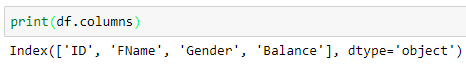 print(df.columns)
Index(['ID', 'FName', 'Gender', 'Balance'], dtype='object')